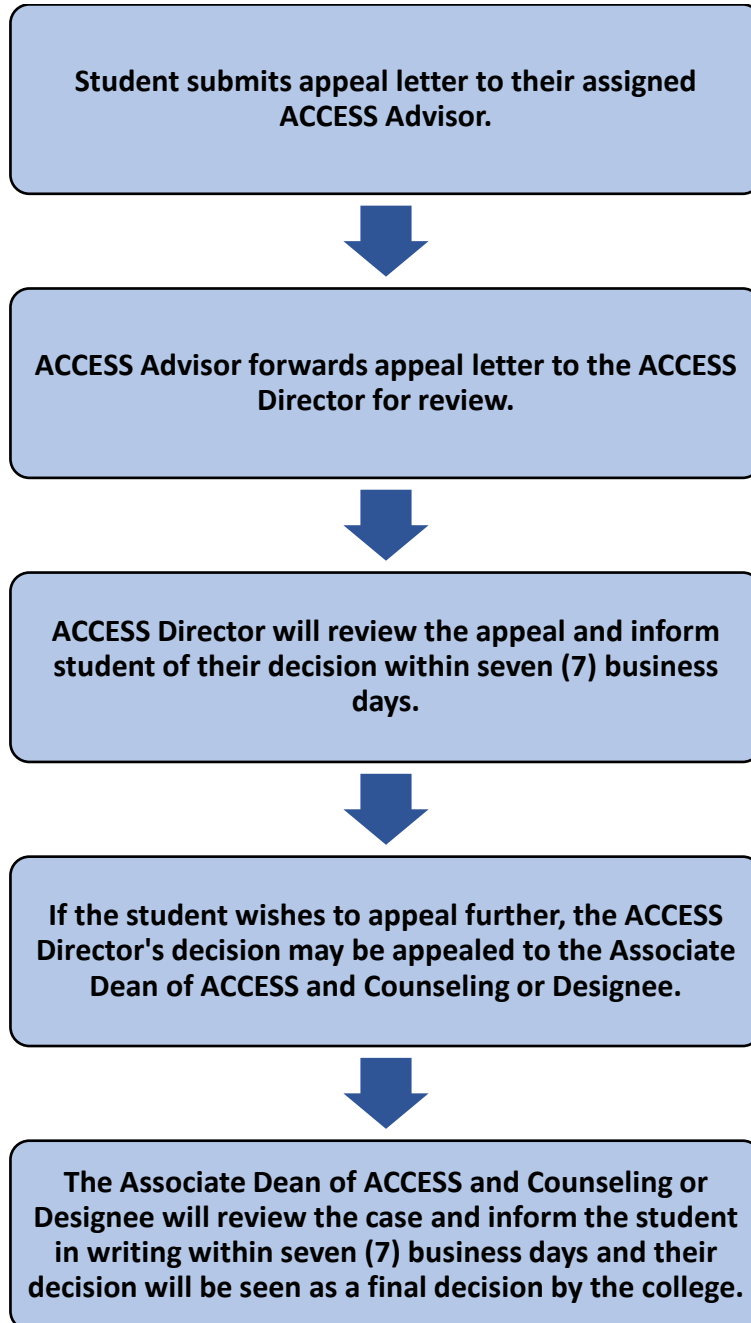 Student submits appeal letter to their assigned
ACCESS Advisor.
ACCESS Advisor forwards appeal letter to the ACCESS
Director for review.
ACCESS Director will review the appeal and inform
student of their decision within seven (7) business
days.
If the student wishes to appeal further, the ACCESS
Director's decision may be appealed to the Associate
Dean of ACCESS and Counseling or Designee.
The Associate Dean of ACCESS and Counseling or
Designee will review the case and inform the student
in writing within seven (7) business days and their
decision will be seen as a final decision by the college.